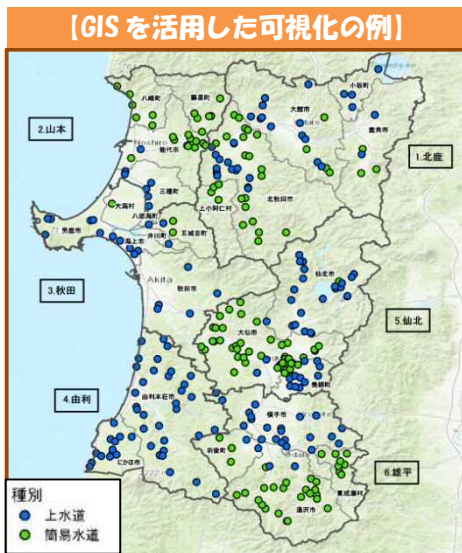 【GISを活用した可視化の例】
小坂町
八峰町
藤里町
大館市
鹿角市
2.山本
Noshiro
能代市
1.北鹿
三種町
北秋田市
上小阿仁村
大潟村
八郎潟町
五城目町
井川町
男鹿市
潟上市
仙北市
Akita
秋田市
3.秋田
5.仙北
大仙市
美郷町
4.由利
由利本荘市
横手市
羽後町
にかほ市
6.雄平
東成瀬村
湯沢市
種別
上水道
簡易水道